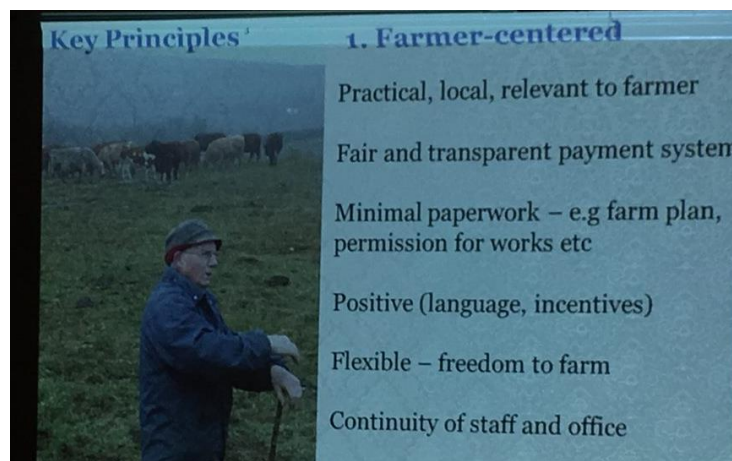 Key Principles
1. Farmer-centered
Practical, local, relevant to farmer
Fair and transparent payment system
Minimal paperwork – e.g farm plan,
permission for works etc
Positive (language, incentives)
Flexible – freedom to farm
Continuity of staff and office